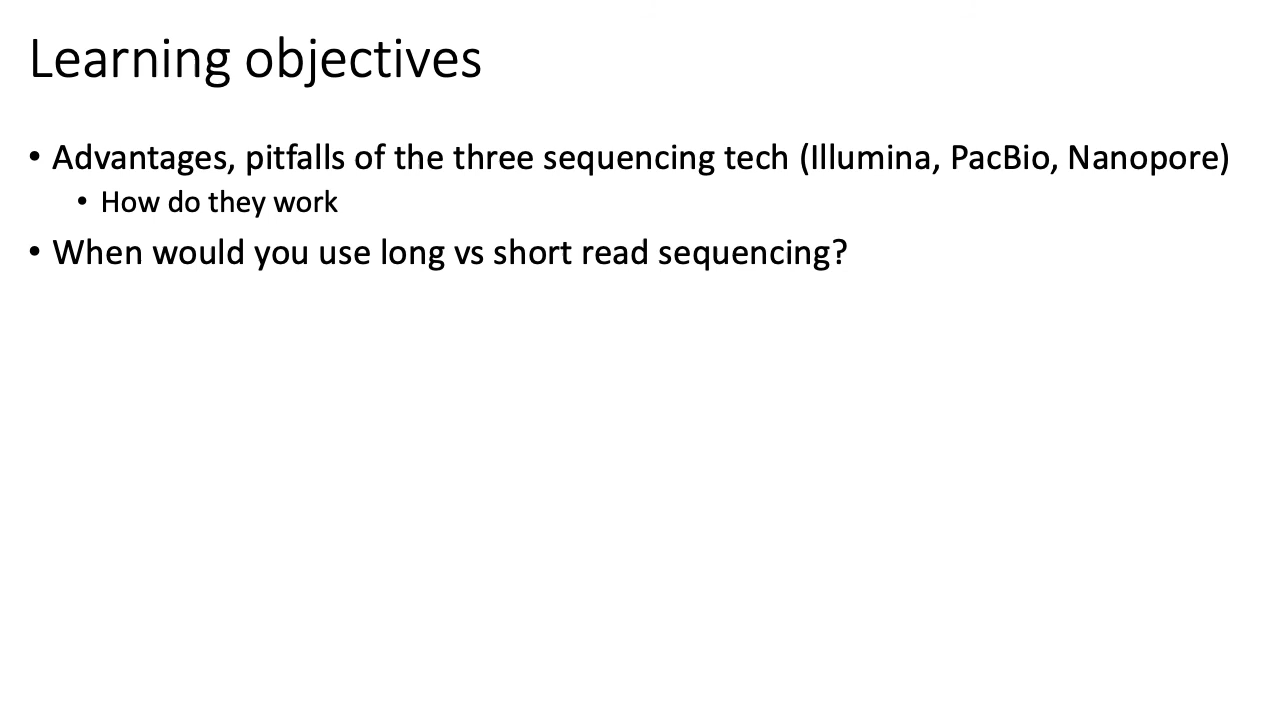 Learning objectives
• Advantages, pitfalls of the three sequencing tech (Illumina, PacBio, Nanopore)
• How do they work
• When would you use long vs short read sequencing?